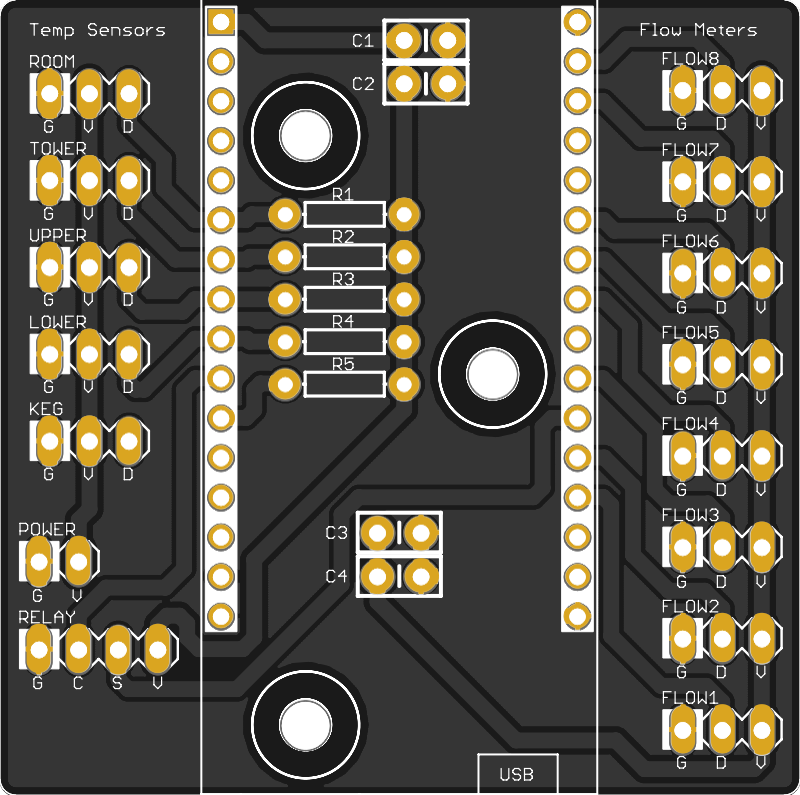 Temp Sensors
ROOM
G V D
TOWER
G V D
UPPER
G V D
LOWER
G V D
KEG
G V D
POWER
G V
RELAY
G C S V
C1
C2
R1
R2
R3
R4
R5
C3
C4
USB
Flow Meters
FLOW8
G D V
FLOW7
G D V
FLOW6
G D V
FLOW5
G D V
FLOW4
G D V
FLOW3
G D V
FLOW2
G D V
FLOW1
G D V